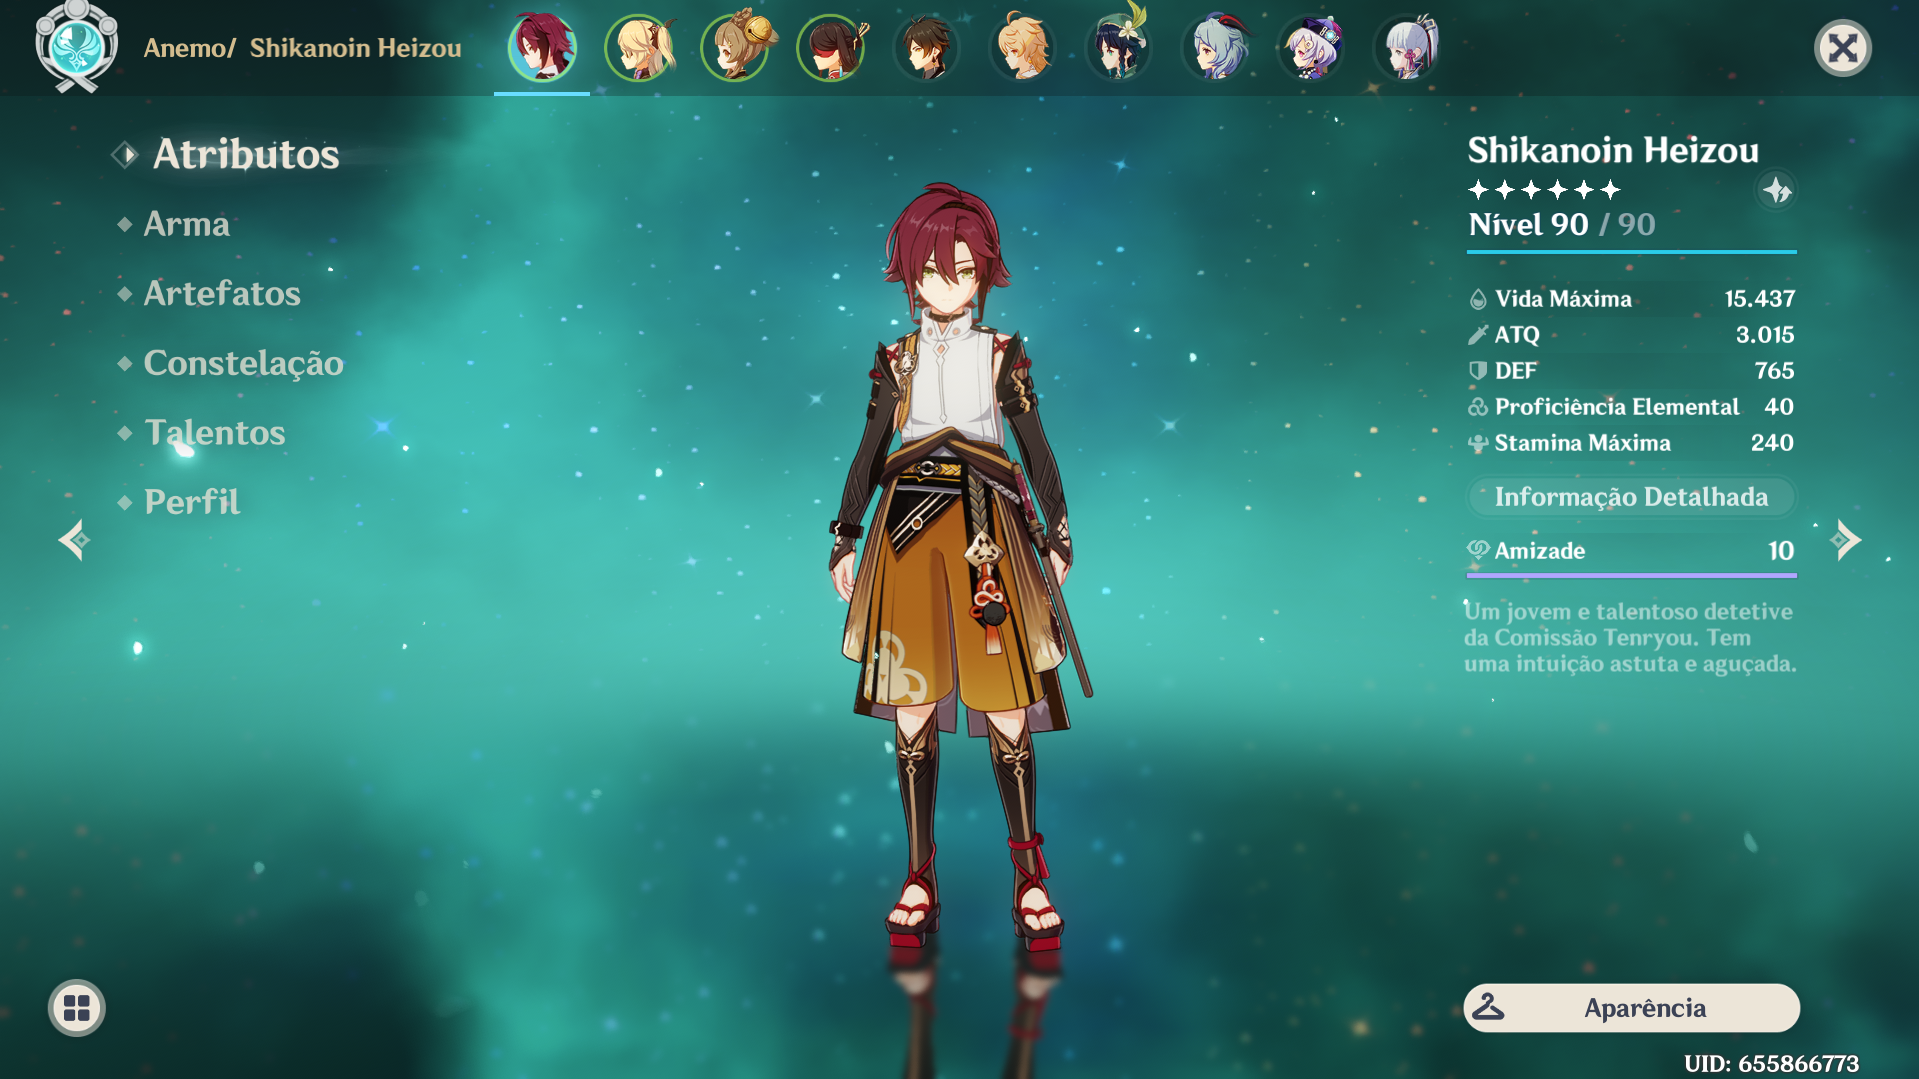 Anemo/ Shikanoin Heizou
Atributos
Arma
Artefatos
Constelação
Talentos
Perfil
Shikanoin Heizou
Nível 90 / 90
Vida Máxima 15.437
ATQ 3.015
DEF 765
Proficiência Elemental 40
Stamina Máxima 240
Informação Detalhada
Amizade 10
Um jovem e talentoso detetive
da Comissão Tenryou. Tem
uma intuição astuta e aguçada.
Aparência
UID: 655866773